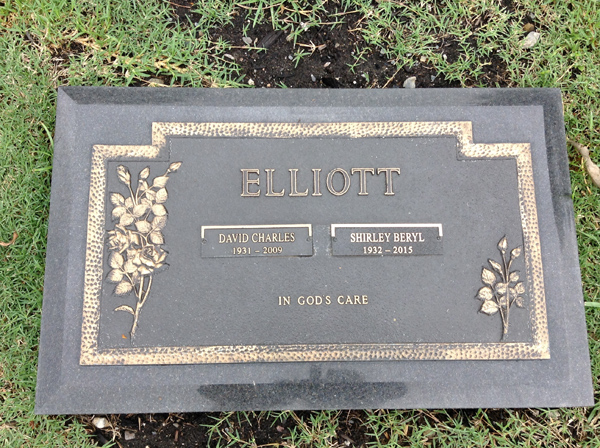 ELLIOTT
DAVID CHARLES
1931 – 2009
SHIRLEY BERYL
1932 – 2015
IN GOD'S CARE